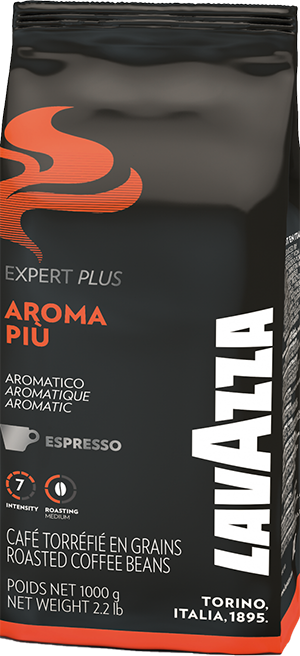 EXPERT PLUS
AROMA
PIÙ
AROMATICO
AROMATIQUE
AROMATIC
ESPRESSO
7
INTENSITY
ROASTING
MEDIUM
CAFÉ TORRÉFIÉ EN GRAINS
ROASTED COFFEE BEANS
POIDS NET 1000 g
NET WEIGHT 2.2 lb
LAVAZZA
TORINO,
ITALIA, 1895.